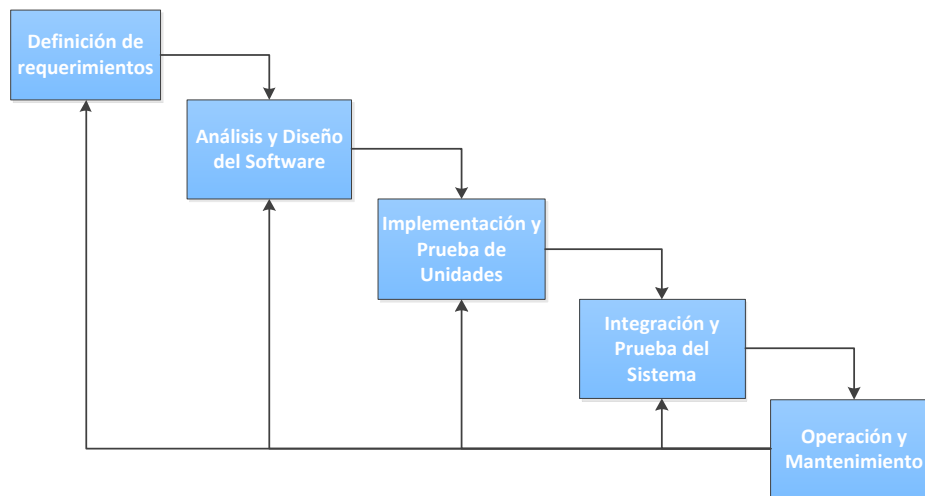 Definición de
requerimientos
Análisis y Diseño
del Software
Implementación y
Prueba de
Unidades
Integración y
Prueba del
Sistema
Operación y
Mantenimiento